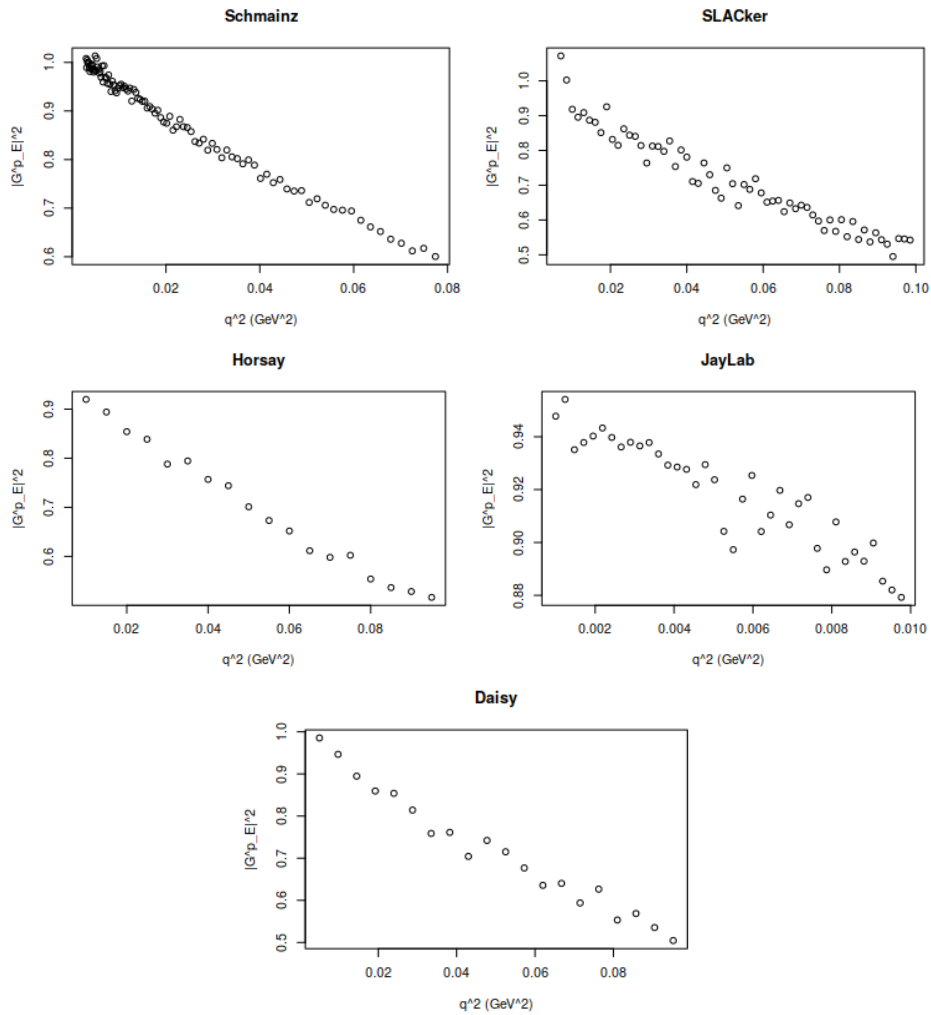 Schmainz
|G^p_E|^2
0.6 0.7 0.8 0.9 1.0
0.02 0.04 0.06 0.08
q^2 (GeV^2)
SLACker
|G^p_E|^2
0.5 0.6 0.7 0.8 0.9 1.0
0.02 0.04 0.06 0.08 0.10
q^2 (GeV^2)
Horsay
|G^p_E|^2
0.6 0.7 0.8 0.9
0.02 0.04 0.06 0.08
q^2 (GeV^2)
JayLab
|G^p_E|^2
0.88 0.90 0.92 0.94
0.002 0.004 0.006 0.008 0.010
q^2 (GeV^2)
Daisy
|G^p_E|^2
0.5 0.6 0.7 0.8 0.9 1.0
0.02 0.04 0.06 0.08
q^2 (GeV^2)